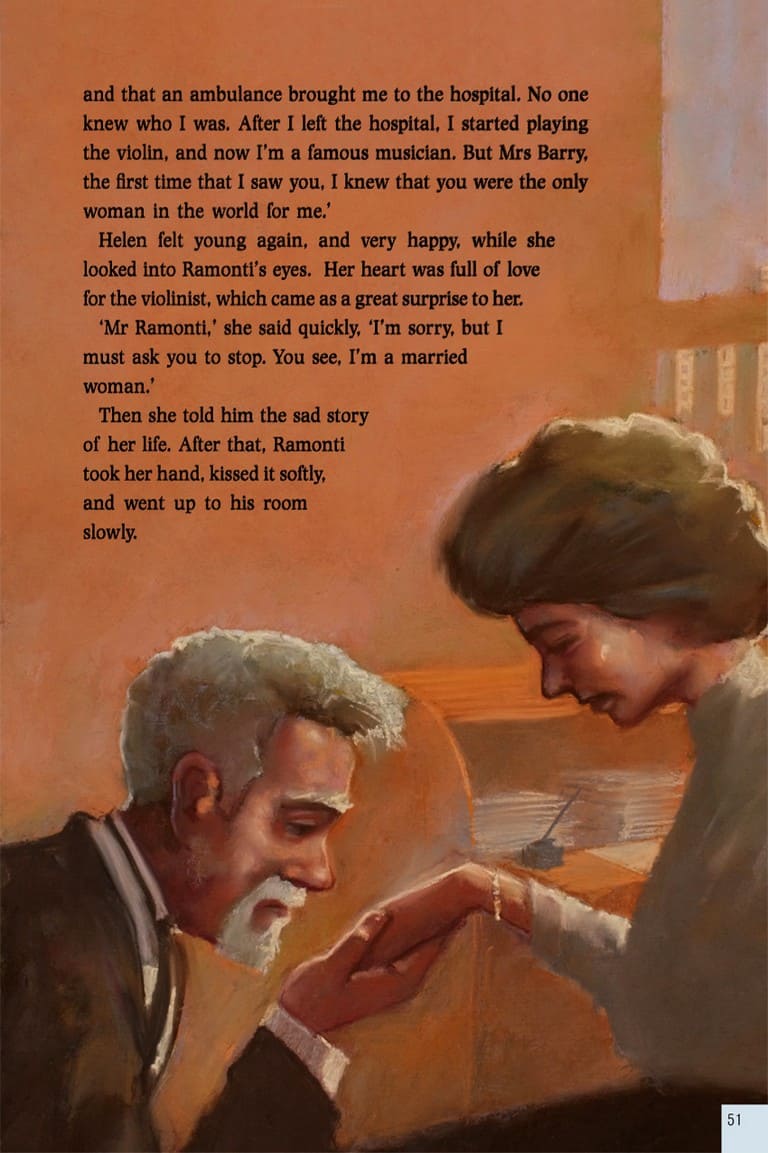 and that an ambulance brought me to the hospital. No one
knew who I was. After I left the hospital, I started playing
the violin, and now I'm a famous musician. But Mrs Barry,
the first time that I saw you, I knew that you were the only
woman in the world for me.'
Helen felt young again, and very happy, while she
looked into Ramonti's eyes. Her heart was full of love
for the violinist, which came as a great surprise to her.
'Mr Ramonti,' she said quickly, 'I'm sorry, but I
must ask you to stop. You see, I'm a married
woman.'
Then she told him the sad story
of her life. After that, Ramonti
took her hand, kissed it softly,
and went up to his room
slowly.
51